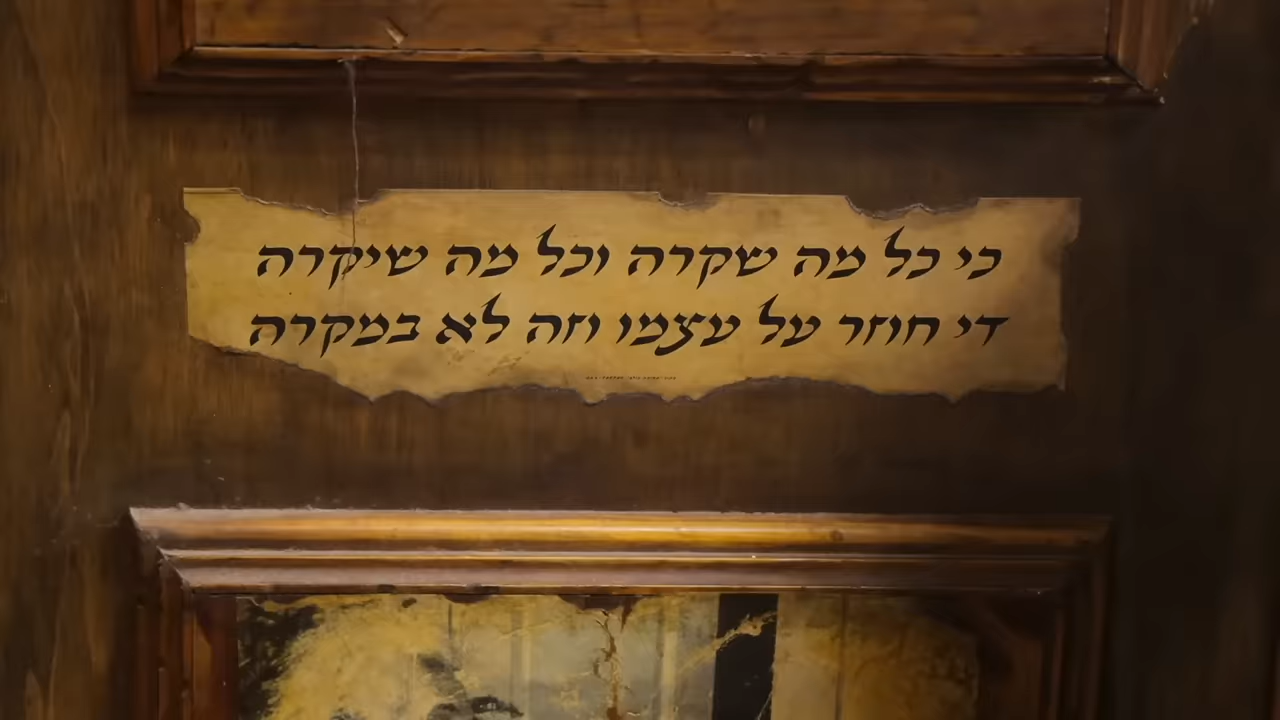 כי כל מה שקרה וכל מה שיקרה
די חוזר על עצמו וזה לא במקרה